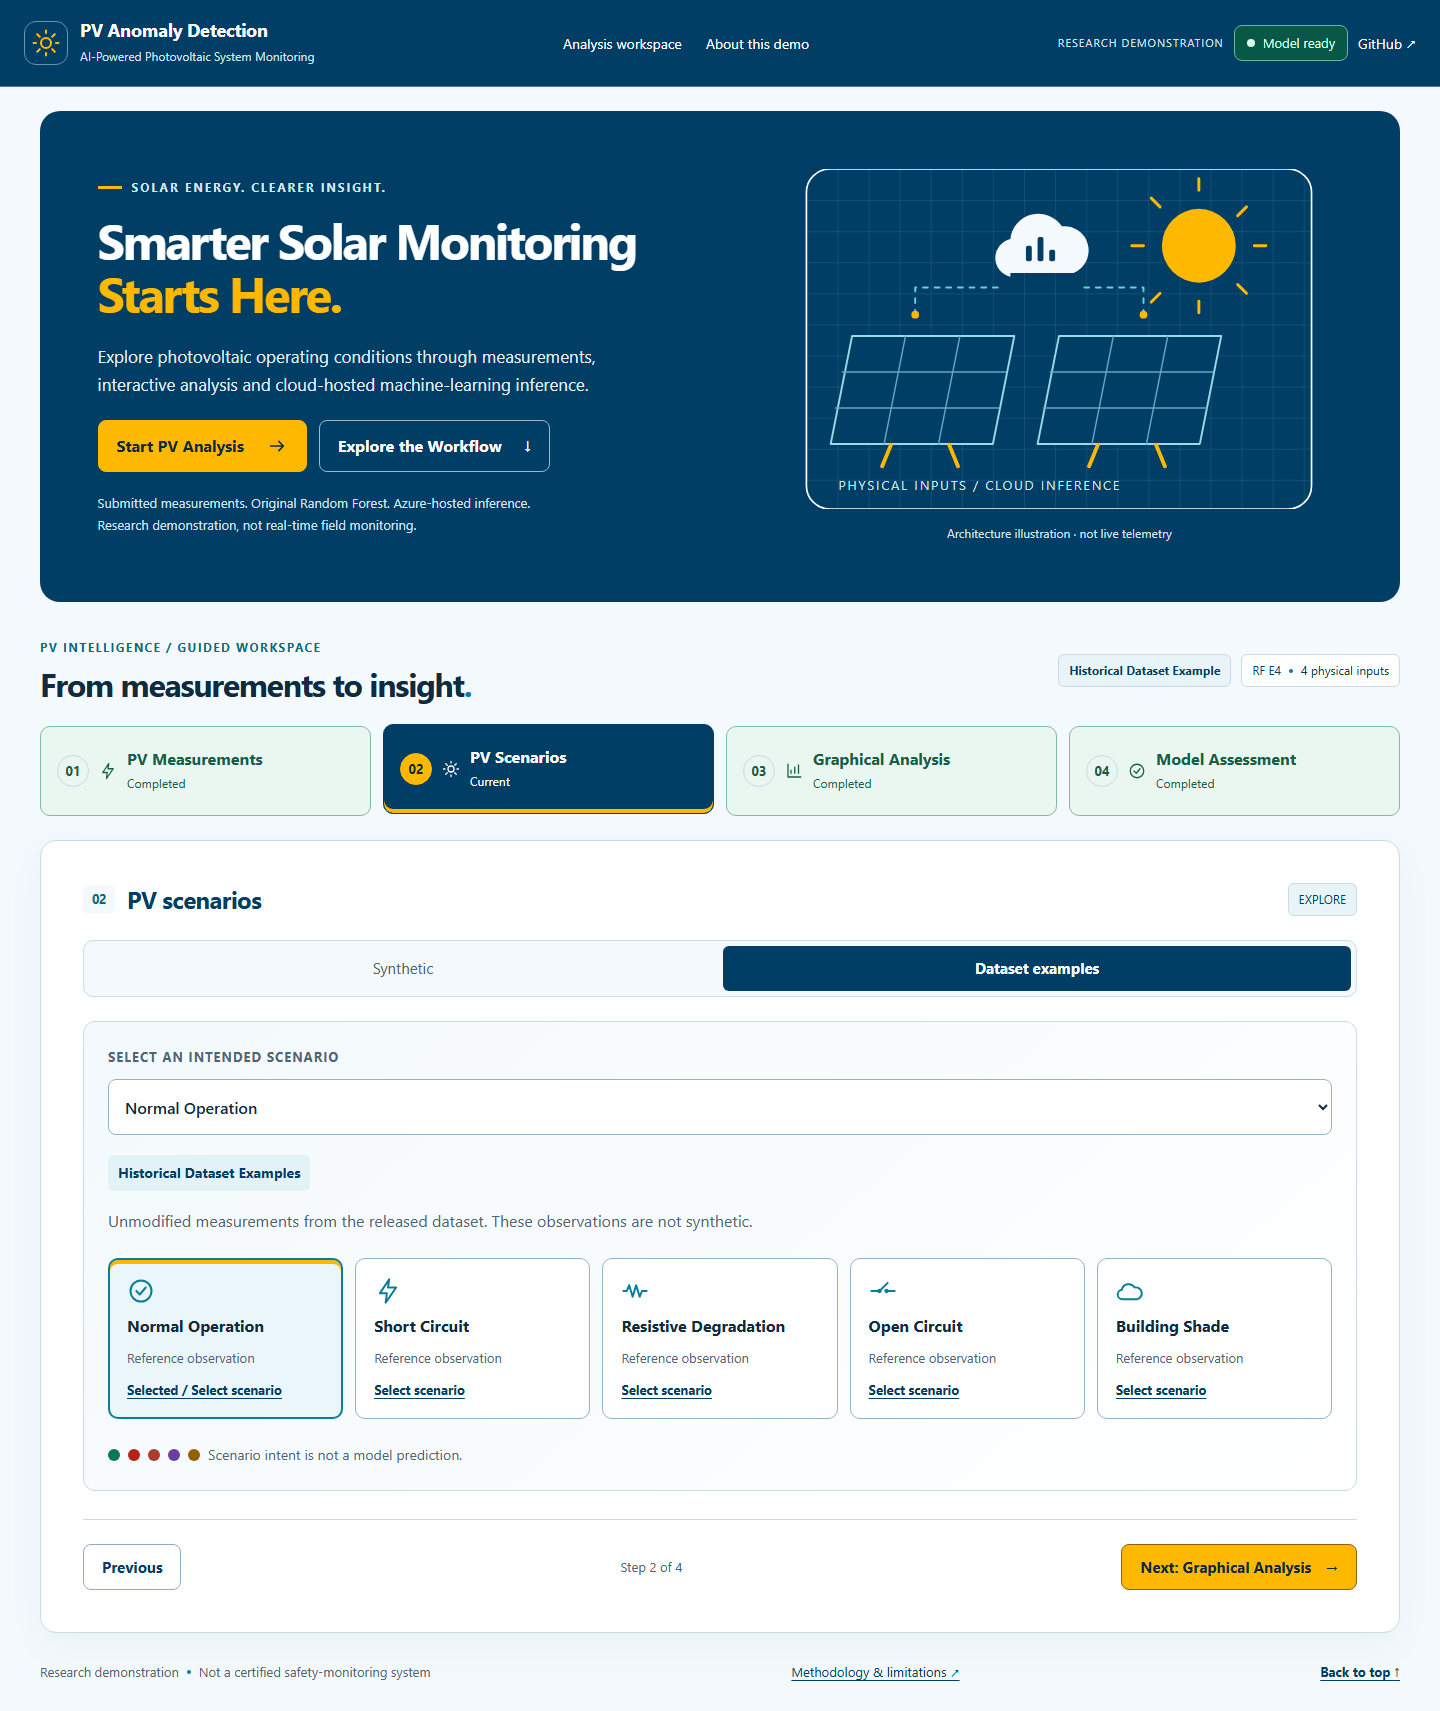 PV Anomaly Detection
AI-Powered Photovoltaic System Monitoring
Analysis workspace
About this demo
RESEARCH DEMONSTRATION
Model ready
GitHub ↗
SOLAR ENERGY. CLEARER INSIGHT.
Smarter Solar Monitoring
Starts Here.
Explore photovoltaic operating conditions through measurements,
interactive analysis and cloud-hosted machine-learning inference.
Start PV Analysis →
Explore the Workflow ↓
Submitted measurements. Original Random Forest. Azure-hosted inference.
Research demonstration, not real-time field monitoring.
PHYSICAL INPUTS / CLOUD INFERENCE
Architecture illustration · not live telemetry
PV INTELLIGENCE / GUIDED WORKSPACE
From measurements to insight.
Historical Dataset Example
RF E4 • 4 physical inputs
01
PV Measurements
Completed
02
PV Scenarios
Current
03
Graphical Analysis
Completed
04
Model Assessment
Completed
02
PV scenarios
EXPLORE
Synthetic
Dataset examples
SELECT AN INTENDED SCENARIO
Normal Operation
Historical Dataset Examples
Unmodified measurements from the released dataset. These observations are not synthetic.
Normal Operation
Reference observation
Selected / Select scenario
Short Circuit
Reference observation
Select scenario
Resistive Degradation
Reference observation
Select scenario
Open Circuit
Reference observation
Select scenario
Building Shade
Reference observation
Select scenario
Scenario intent is not a model prediction.
Previous
Step 2 of 4
Next: Graphical Analysis →
Research demonstration • Not a certified safety-monitoring system
Methodology & limitations ↗
Back to top ↑